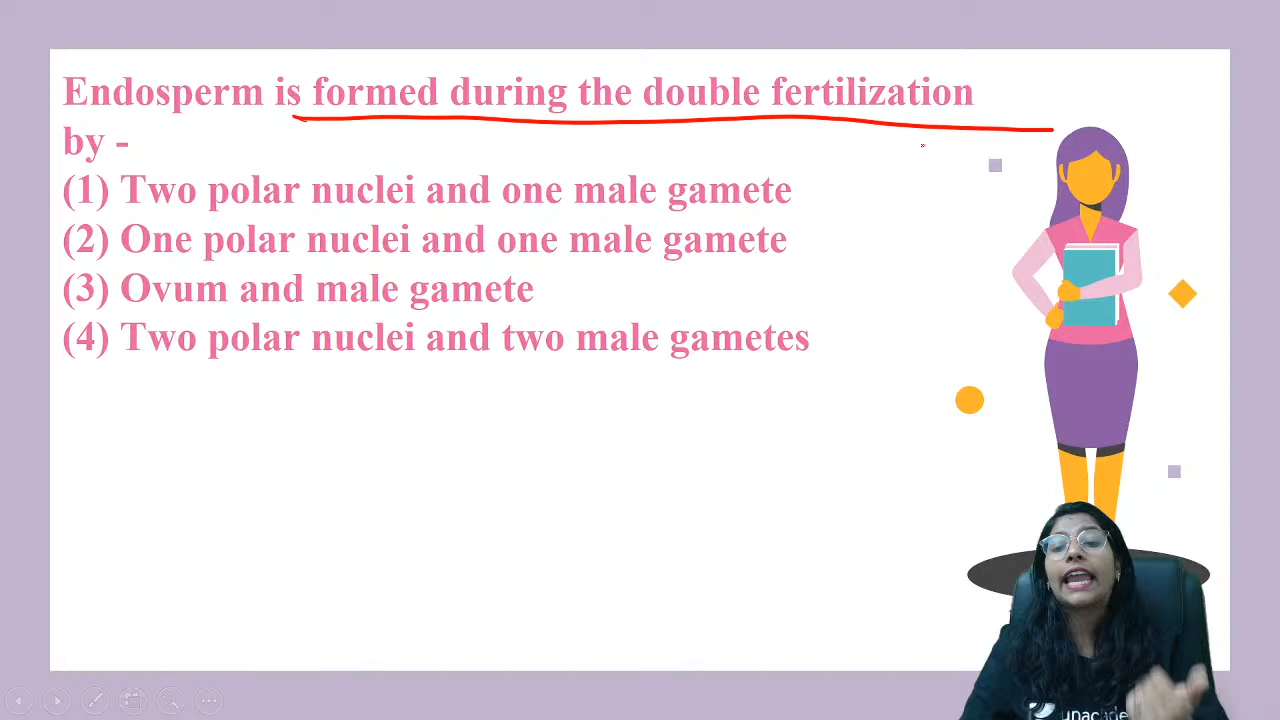 Endosperm is formed during the double fertilization
by -
(1) Two polar nuclei and one male gamete
(2) One polar nuclei and one male gamete
(3) Ovum and male gamete
(4) Two polar nuclei and two male gametes